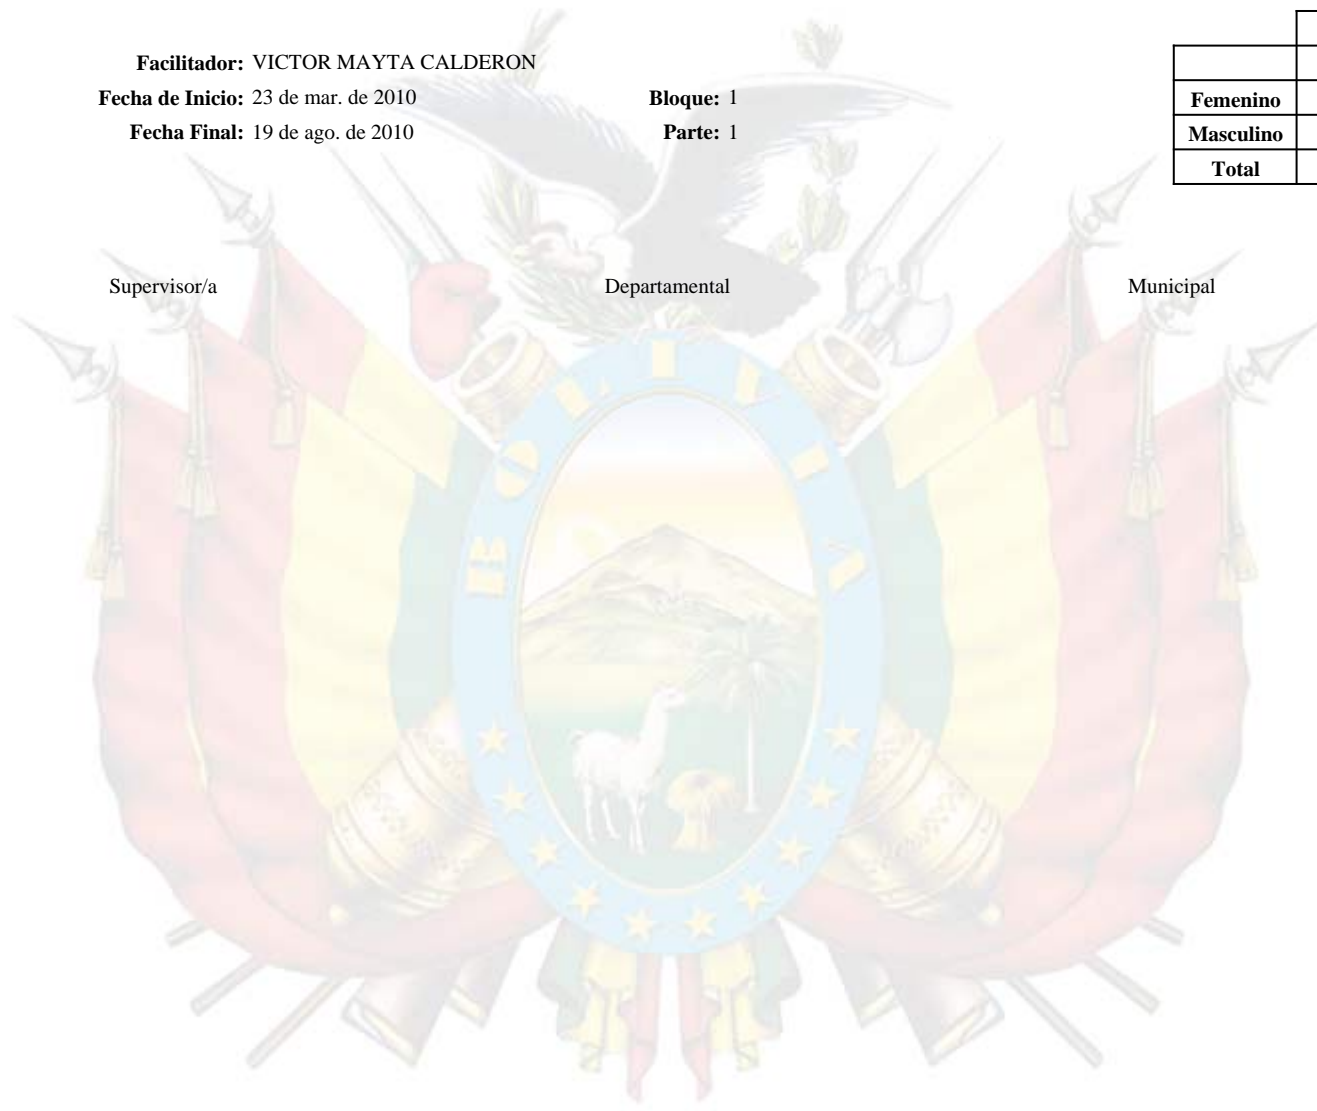 Facilitador: VICTOR MAYTA CALDERON
Fecha de Inicio: 23 de mar. de 2010 Bloque: 1
Fecha Final: 19 de ago. de 2010 Parte: 1
Femenino
Masculino
Total
Supervisor/a Departamental Municipal
BOLIVIA